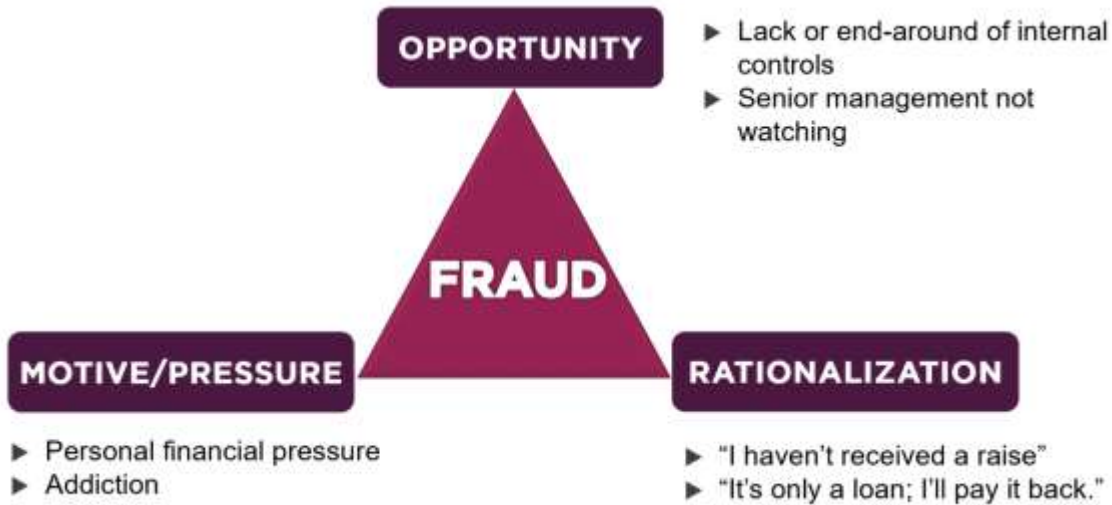 OPPORTUNITY
▶ Lack or end-around of internal
controls
▶ Senior management not
watching
FRAUD
MOTIVE/PRESSURE
▶ Personal financial pressure
▶ Addiction
RATIONALIZATION
▶ “I haven’t received a raise”
▶ “It’s only a loan; I’ll pay it back.”